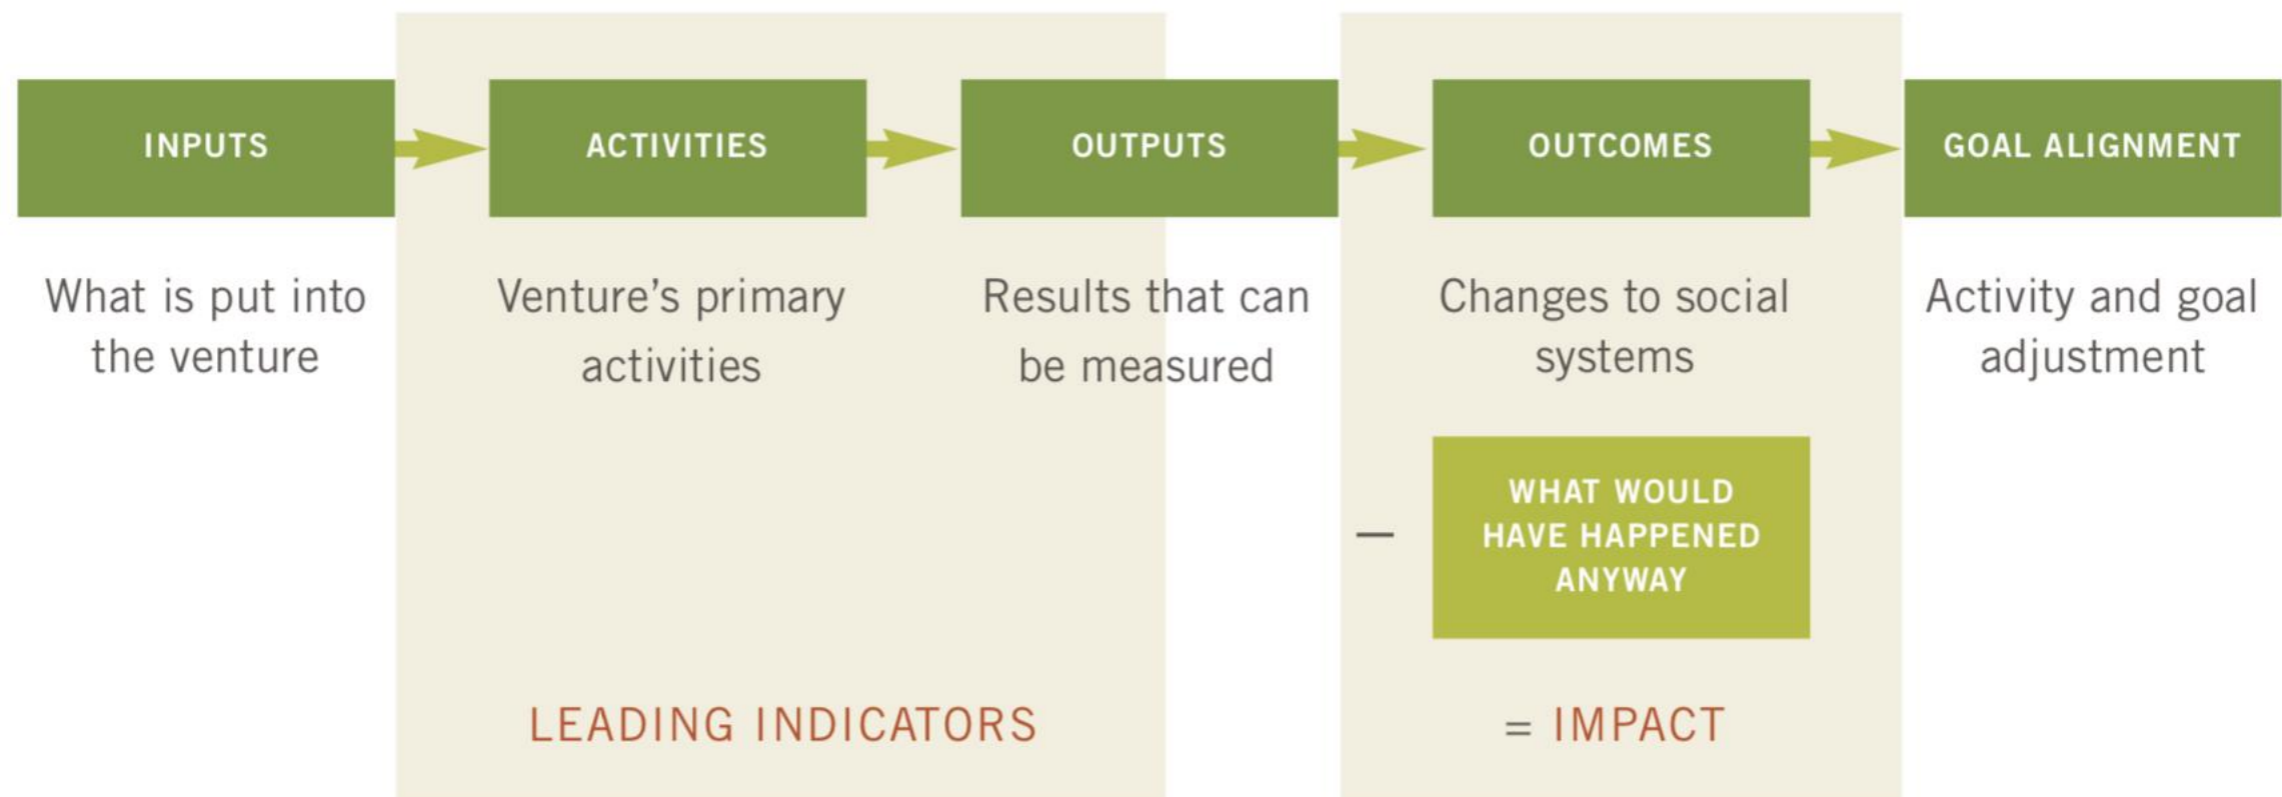 INPUTS
ACTIVITIES
OUTPUTS
OUTCOMES
GOAL ALIGNMENT
What is put into
the venture
Venture's primary
activities
Results that can
be measured
Changes to social
systems
Activity and goal
adjustment
—
WHAT WOULD
HAVE HAPPENED
ANYWAY
LEADING INDICATORS
= IMPACT